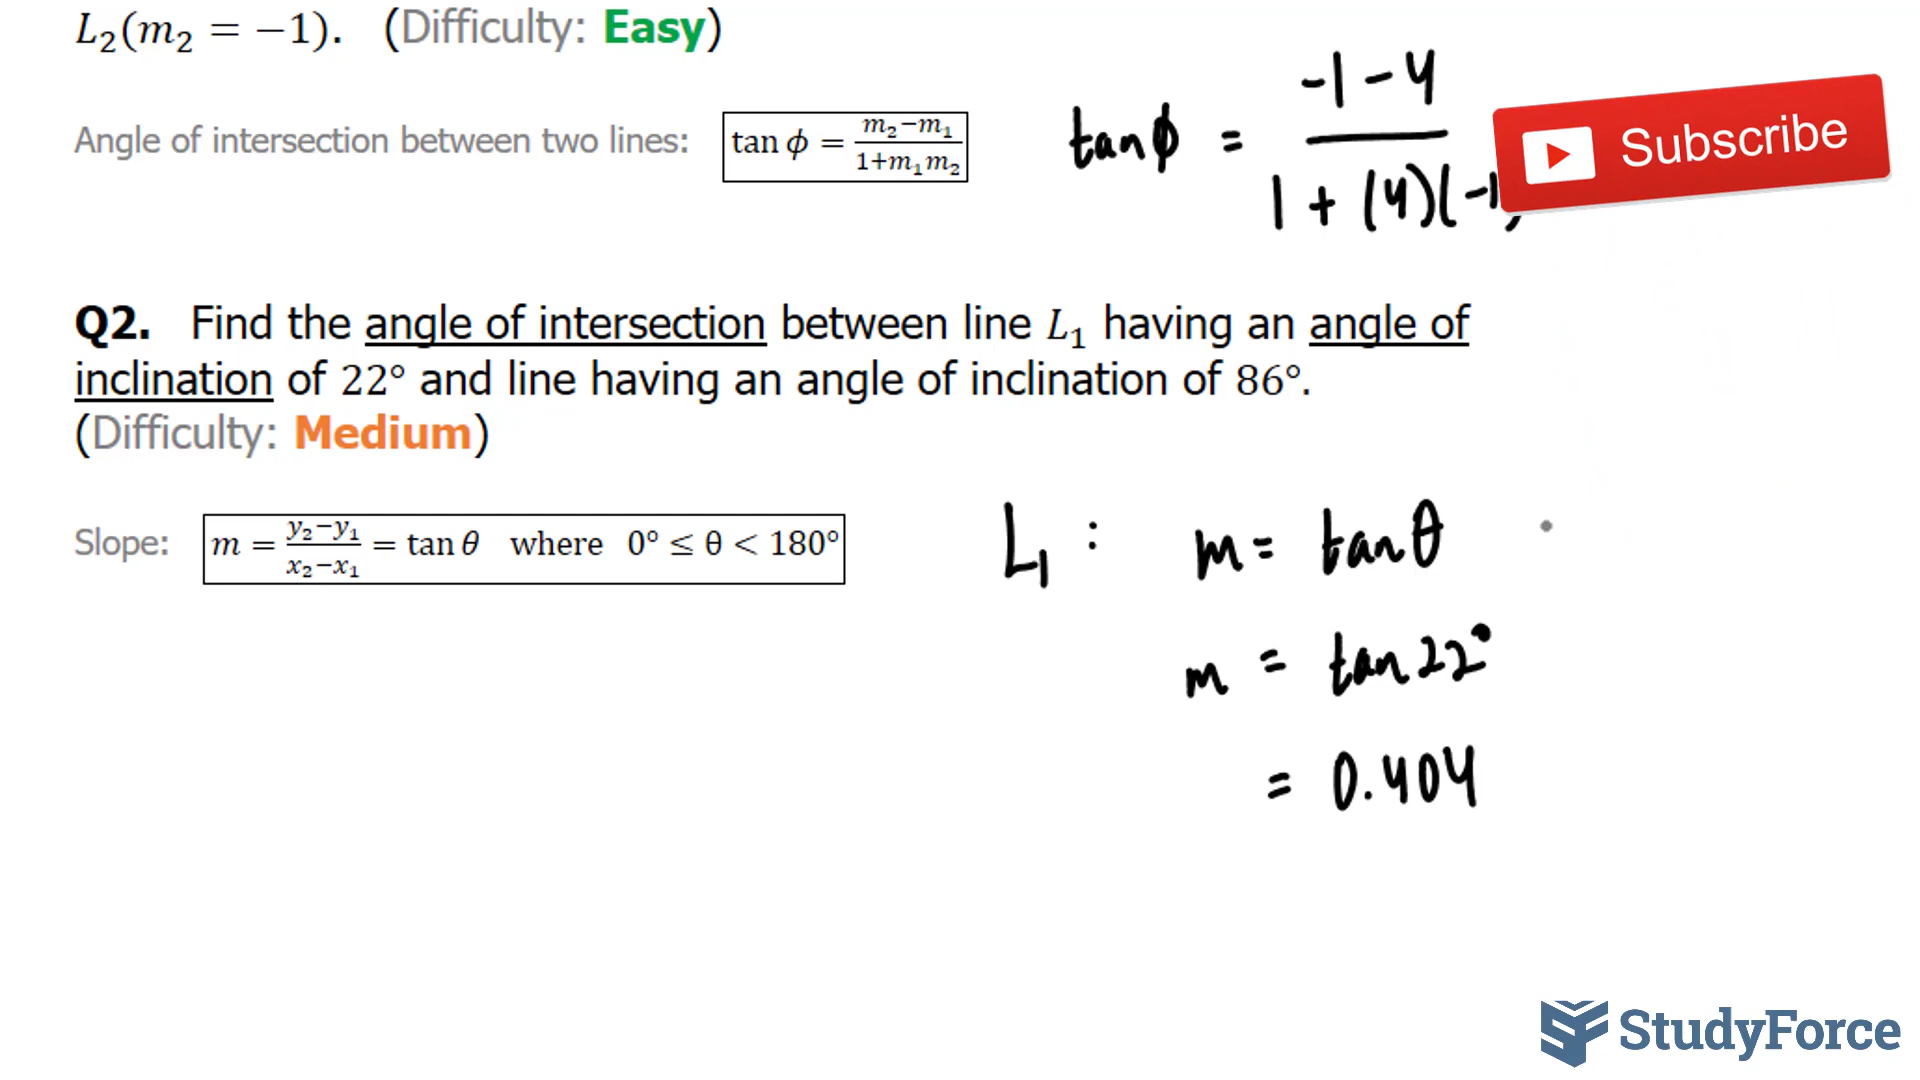 L₂(m₂ = −1). (Difficulty: Easy)
Angle of intersection between two lines: tan ϕ = (m₂−m₁)/(1+m₁m₂)
tan ϕ = (-1 - 4)/(1 + (4)(-1)
Subscribe
Q2. Find the angle of intersection between line L₁ having an angle of
inclination of 22° and line having an angle of inclination of 86°.
(Difficulty: Medium)
Slope: m = (y₂−y₁)/(x₂−x₁) = tan θ where 0° ≤ θ < 180°
L₁ : m = tan θ
m = tan 22°
= 0.404
StudyForce